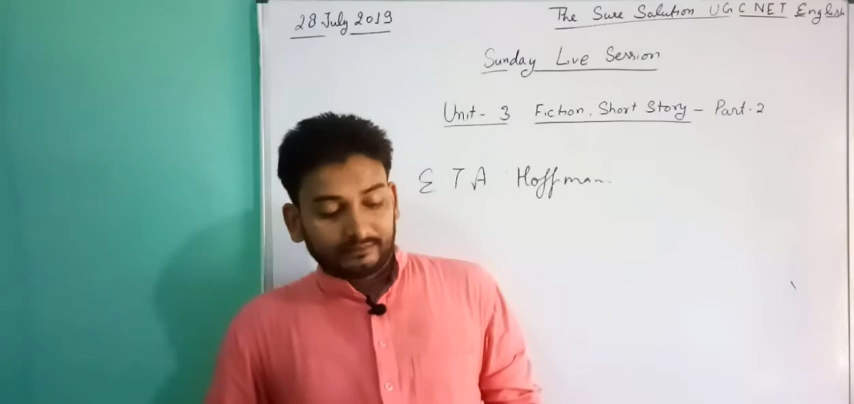 28 July 2019
The Sure Solution UGC NET English
Sunday Live Session
Unit - 3 Fiction, Short Story - Part-2
E T A Hoffman